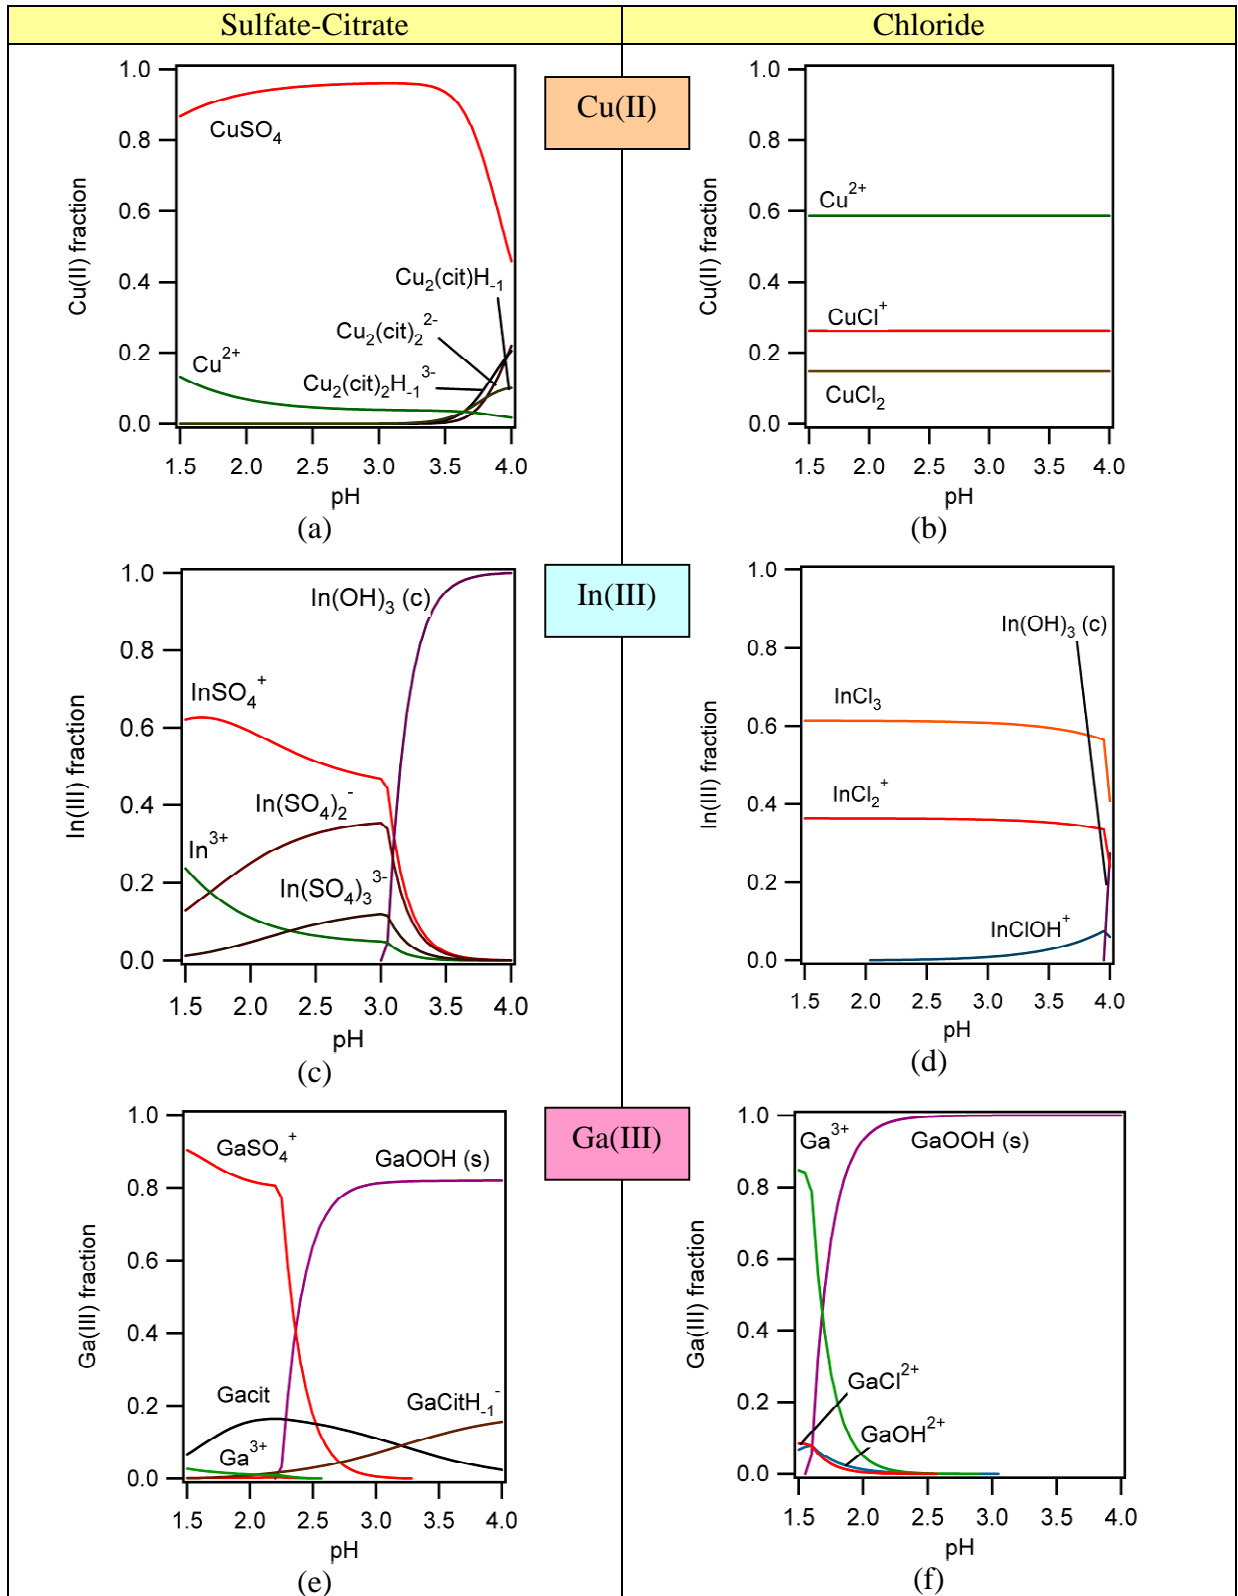 Sulfate-Citrate Chloride
Cu(II)
1.0
0.8
0.6
0.4
0.2
0.0
Cu(II) fraction
CuSO4
Cu2(cit)H-1
Cu2(cit)2 2-
Cu2+
Cu2(cit)2H-1 3-
1.5 2.0 2.5 3.0 3.5 4.0
pH
(a)
1.0
0.8
0.6
0.4
0.2
0.0
Cu(II) fraction
Cu2+
CuCl+
CuCl2
1.5 2.0 2.5 3.0 3.5 4.0
pH
(b)
In(III)
1.0
0.8
0.6
0.4
0.2
0.0
In(III) fraction
In(OH)3 (c)
InSO4+
In(SO4)2-
In3+
In(SO4)3 3-
1.5 2.0 2.5 3.0 3.5 4.0
pH
(c)
1.0
0.8
0.6
0.4
0.2
0.0
In(III) fraction
In(OH)3 (c)
InCl3
InCl2+
InClOH+
1.5 2.0 2.5 3.0 3.5 4.0
pH
(d)
Ga(III)
1.0
0.8
0.6
0.4
0.2
0.0
Ga(III) fraction
GaSO4+
GaOOH (s)
Gacit
GaCitH-1-
Ga3+
1.5 2.0 2.5 3.0 3.5 4.0
pH
(e)
1.0
0.8
0.6
0.4
0.2
0.0
Ga(III) fraction
Ga3+
GaOOH (s)
GaCl2+
GaOH2+
1.5 2.0 2.5 3.0 3.5 4.0
pH
(f)